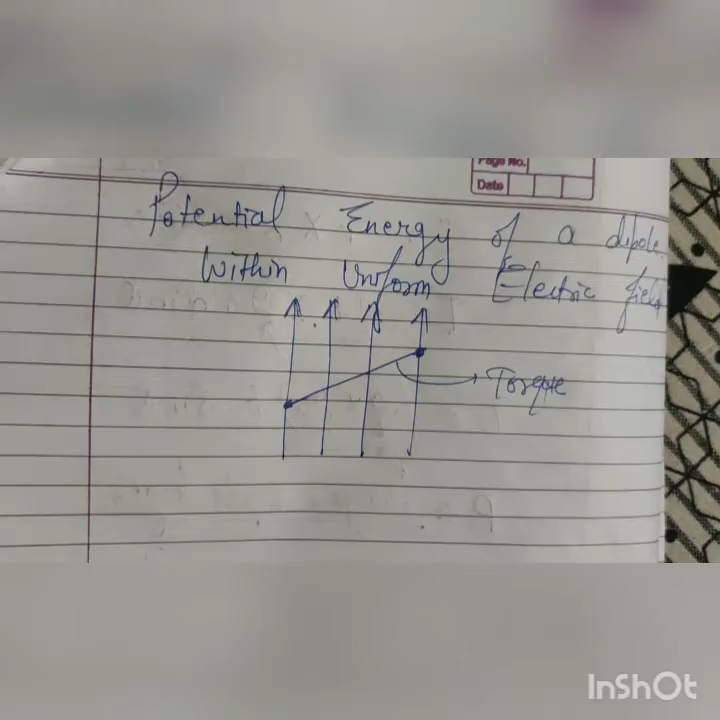 Page No.
Date
Potential Energy of a dipole
Within Uniform Electric field
Torque
InShOt